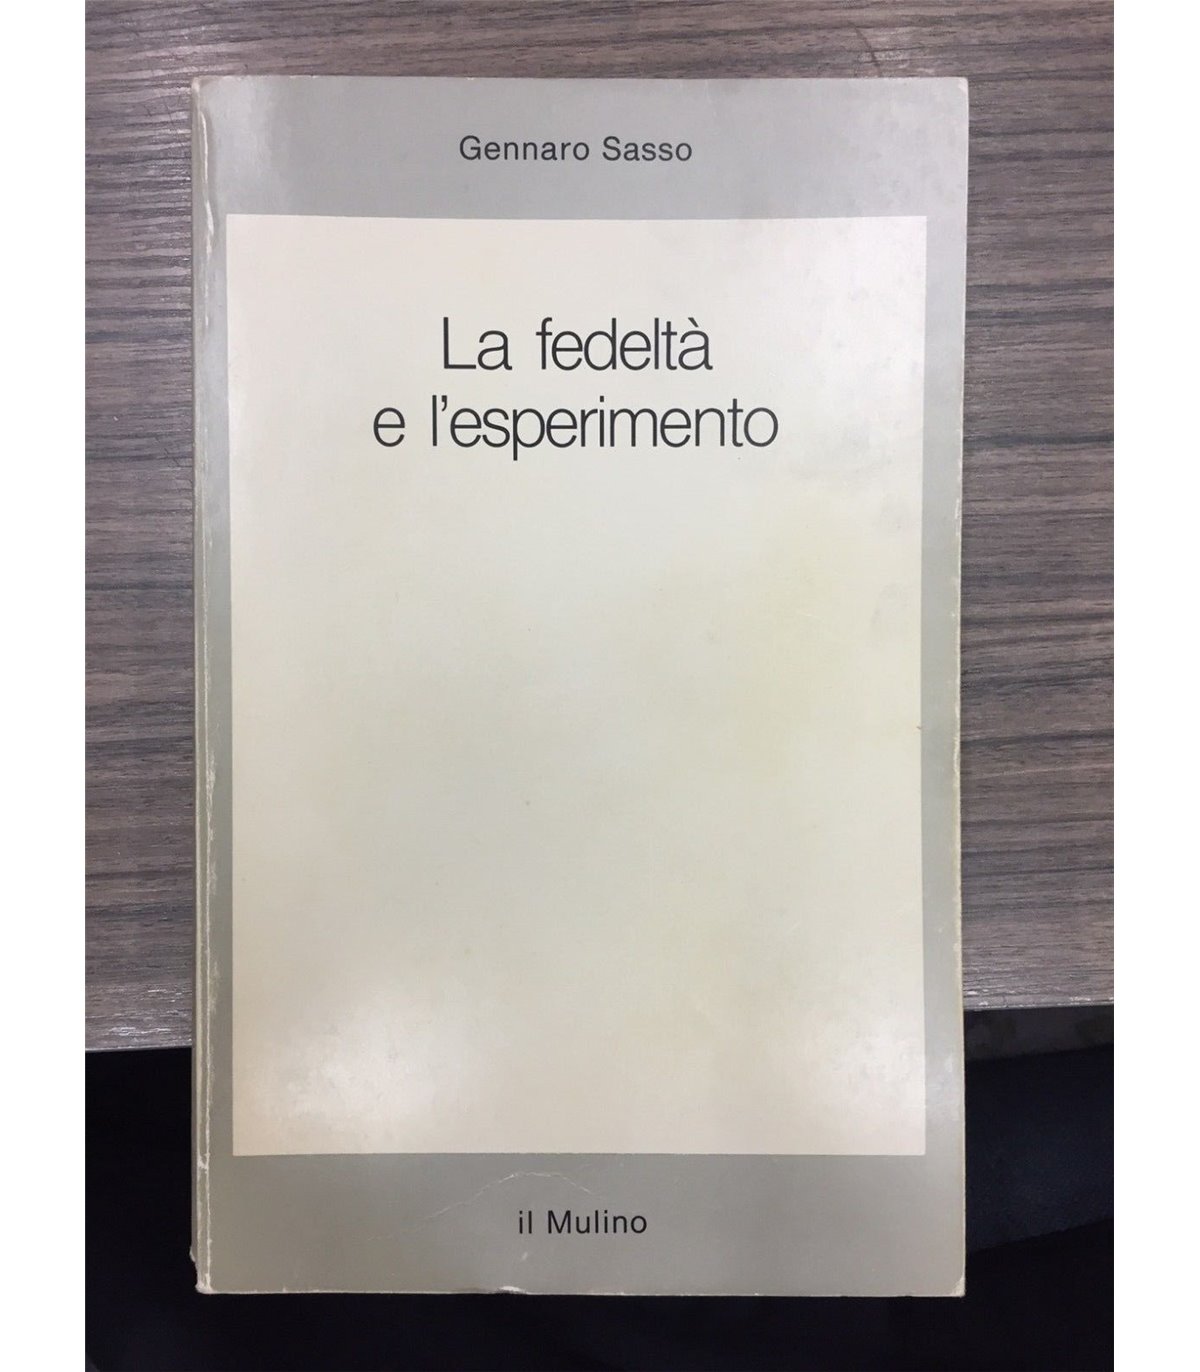 Gennaro Sasso
La fedeltà
e l'esperimento
il Mulino